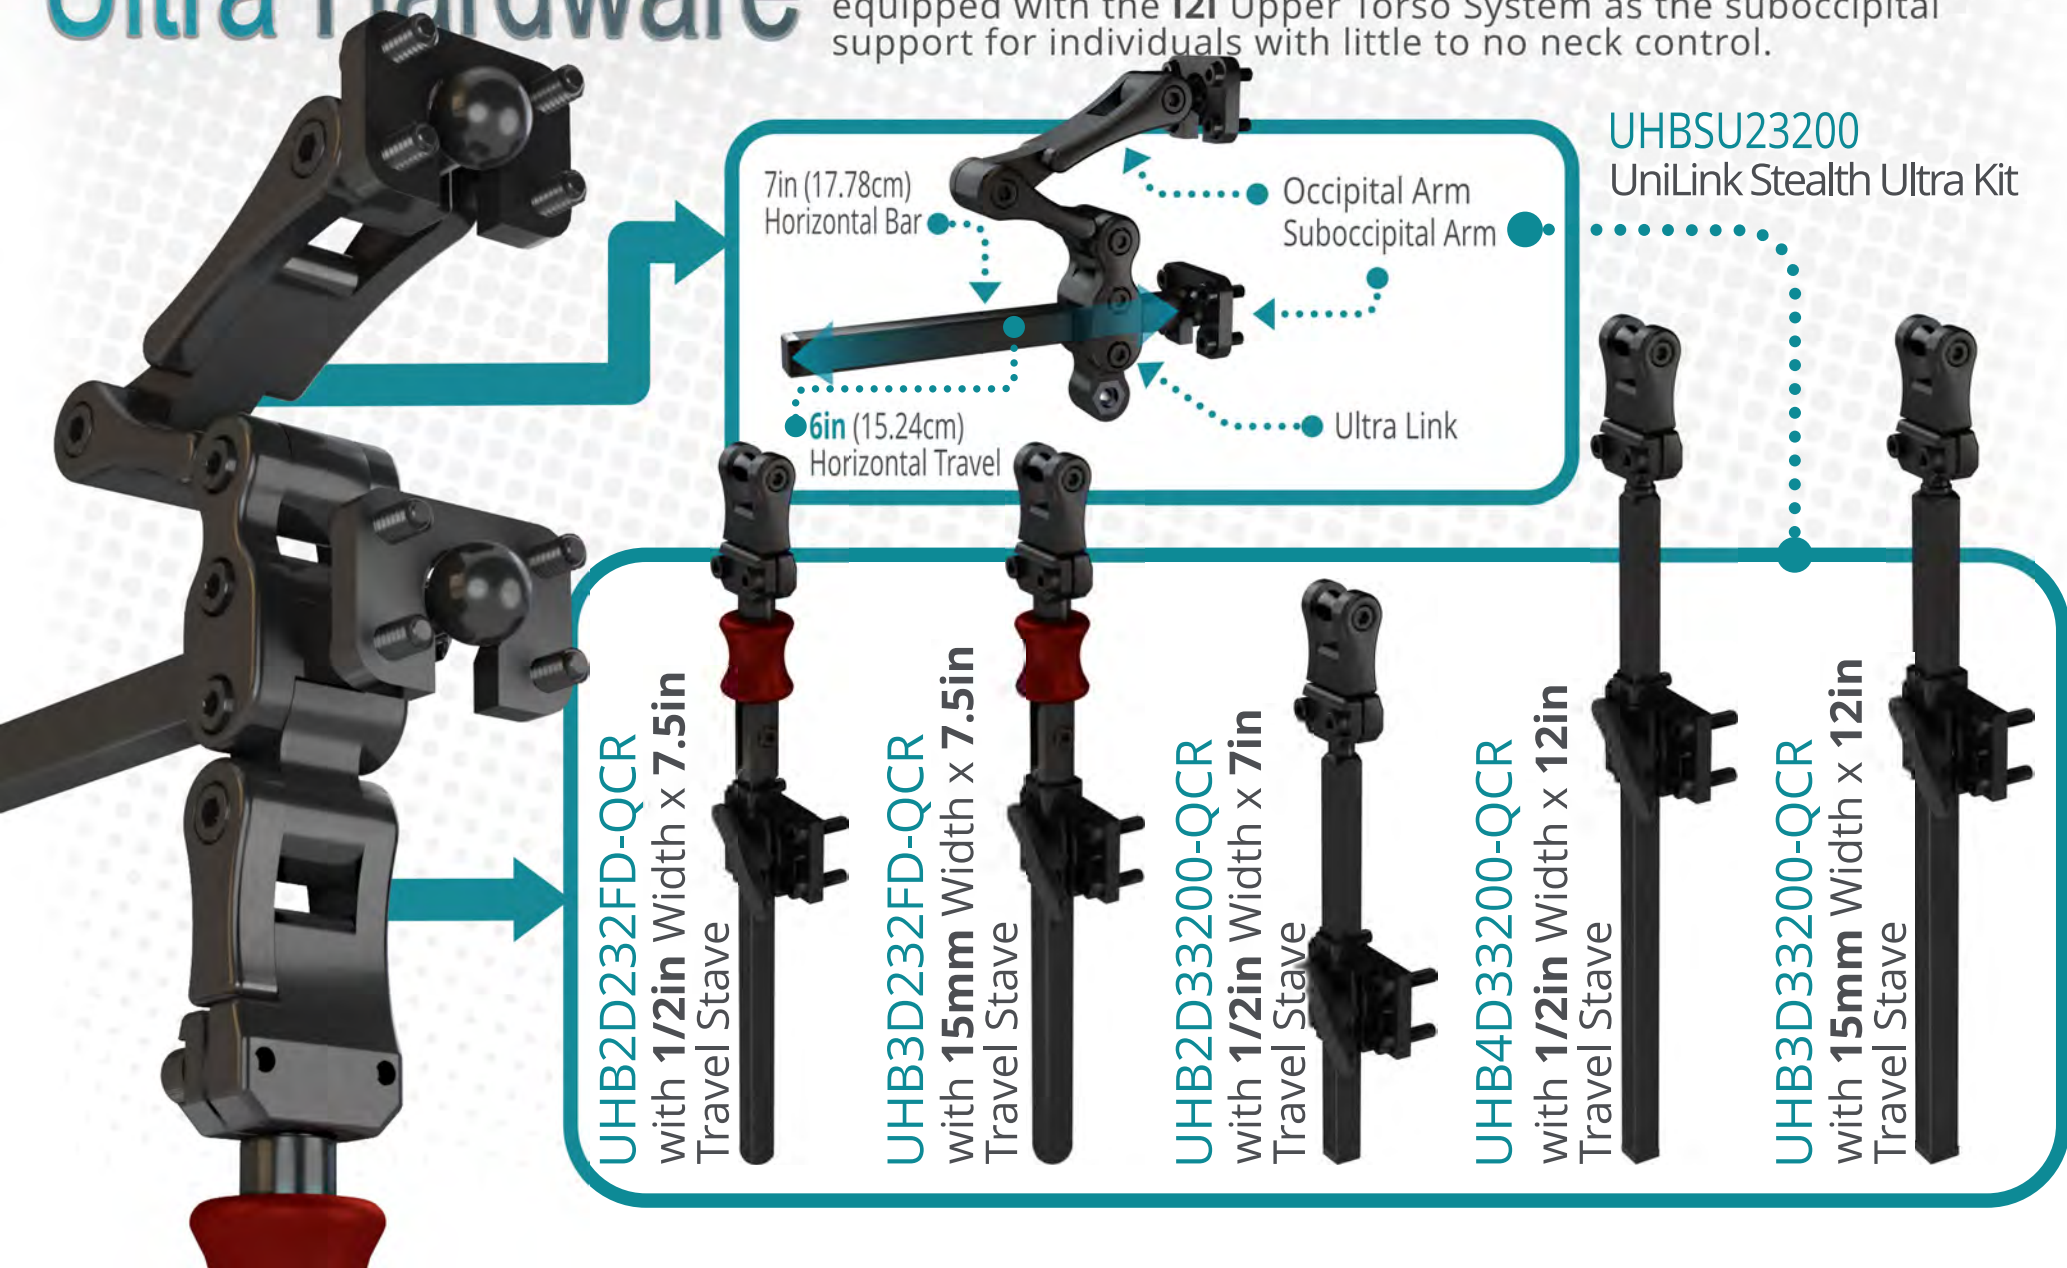 Ultra Hardware
equipped with the i2i Upper Torso System as the suboccipital
support for individuals with little to no neck control.
UHBSU23200
UniLink Stealth Ultra Kit
7in (17.78cm)
Horizontal Bar
Occipital Arm
Suboccipital Arm
6in (15.24cm)
Horizontal Travel
Ultra Link
UHB2D232FD-QCR
with 1/2in Width x 7.5in
Travel Stave
UHB3D232FD-QCR
with 15mm Width x 7.5in
Travel Stave
UHB2D33200-QCR
with 1/2in Width x 7in
Travel Stave
UHB4D33200-QCR
with 1/2in Width x 12in
Travel Stave
UHB3D33200-QCR
with 15mm Width x 12in
Travel Stave